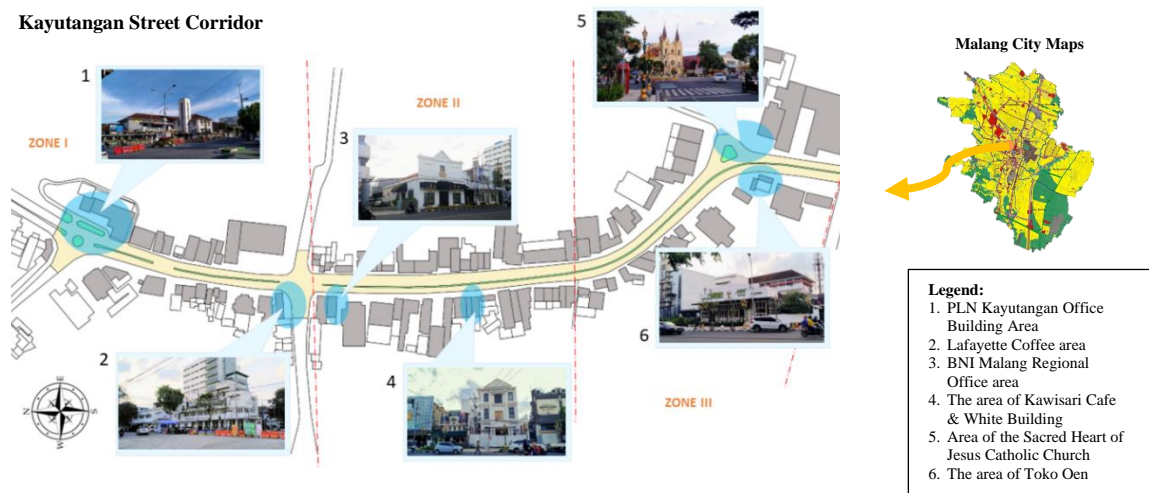 Kayutangan Street Corridor
1
ZONE I
2
ZONE II
3
4
5
6
ZONE III
N
E
S
W
Malang City Maps
Legend:
1. PLN Kayutangan Office
Building Area
2. Lafayette Coffee area
3. BNI Malang Regional
Office area
4. The area of Kawisari Cafe
& White Building
5. Area of the Sacred Heart of
Jesus Catholic Church
6. The area of Toko Oen